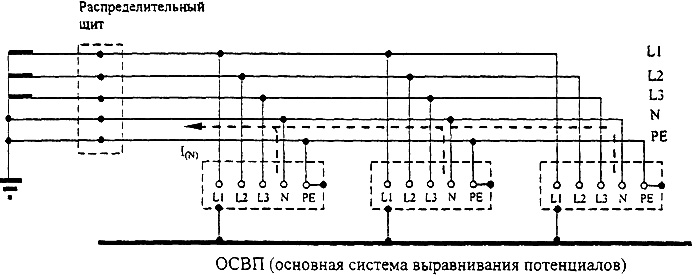 Распределительный
щит
L1
L2
L3
N
PE
I(N)
L1 L2 L3 N PE
L1 L2 L3 N PE
L1 L2 L3 N PE
ОСВП (основная система выравнивания потенциалов)